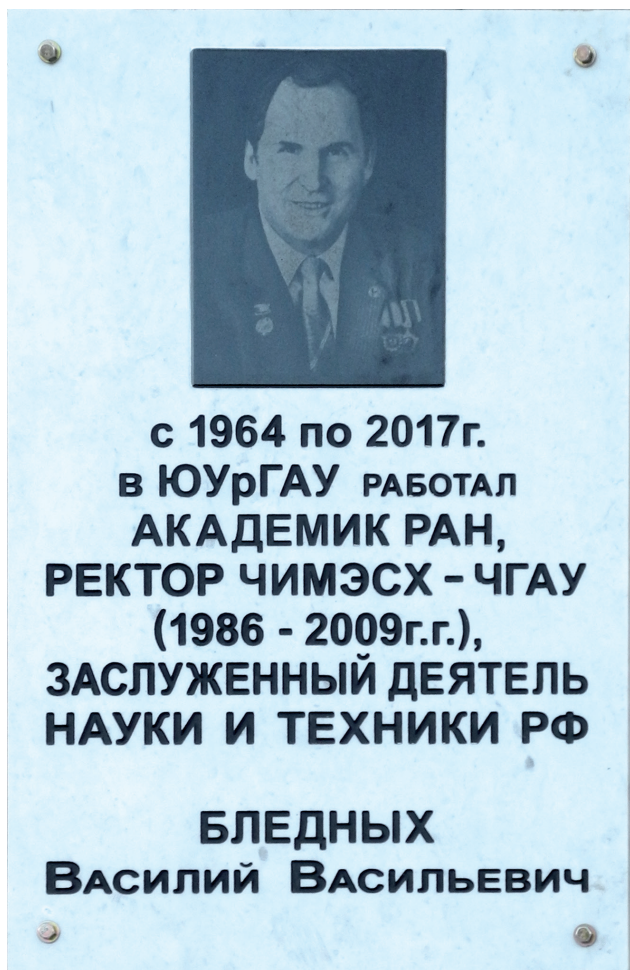 с 1964 по 2017г.
в ЮУрГАУ РАБОТАЛ
АКАДЕМИК РАН,
РЕКТОР ЧИМЭСХ - ЧГАУ
(1986 - 2009г.г.),
ЗАСЛУЖЕННЫЙ ДЕЯТЕЛЬ
НАУКИ И ТЕХНИКИ РФ
БЛЕДНЫХ
ВАСИЛИЙ ВАСИЛЬЕВИЧ